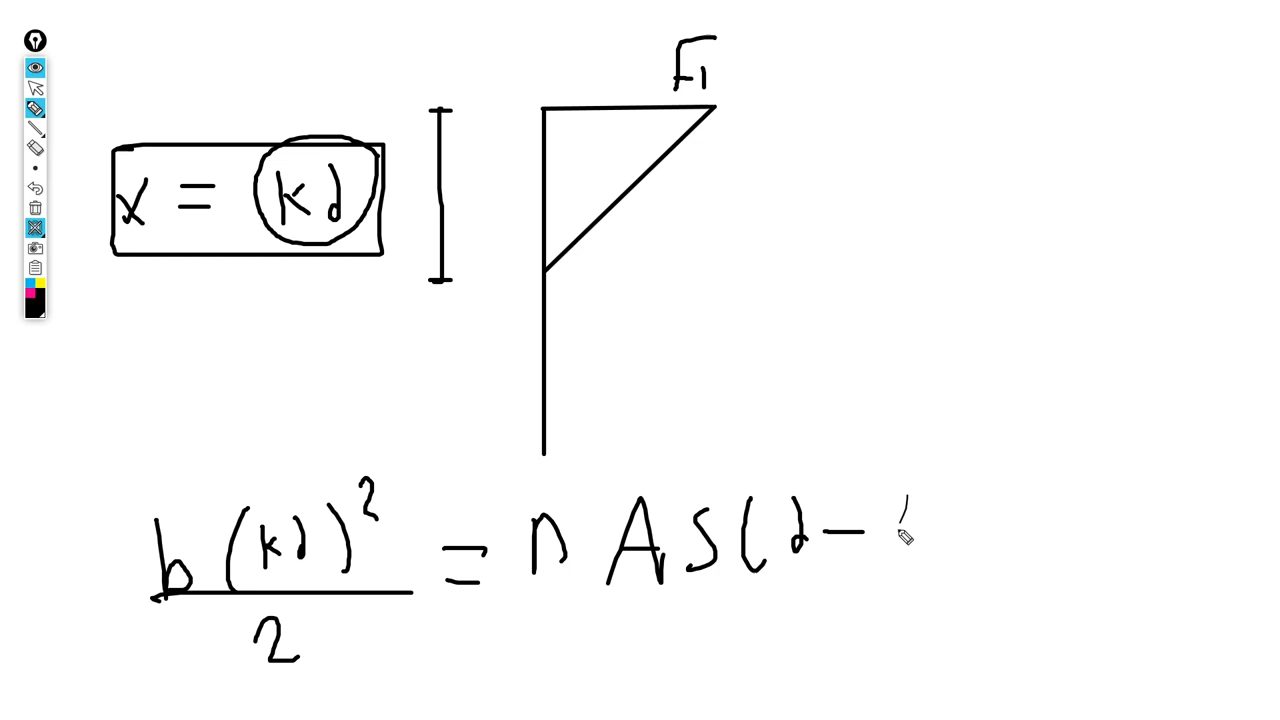 F1
x = kd
b(kd)² = nAS(d –
2